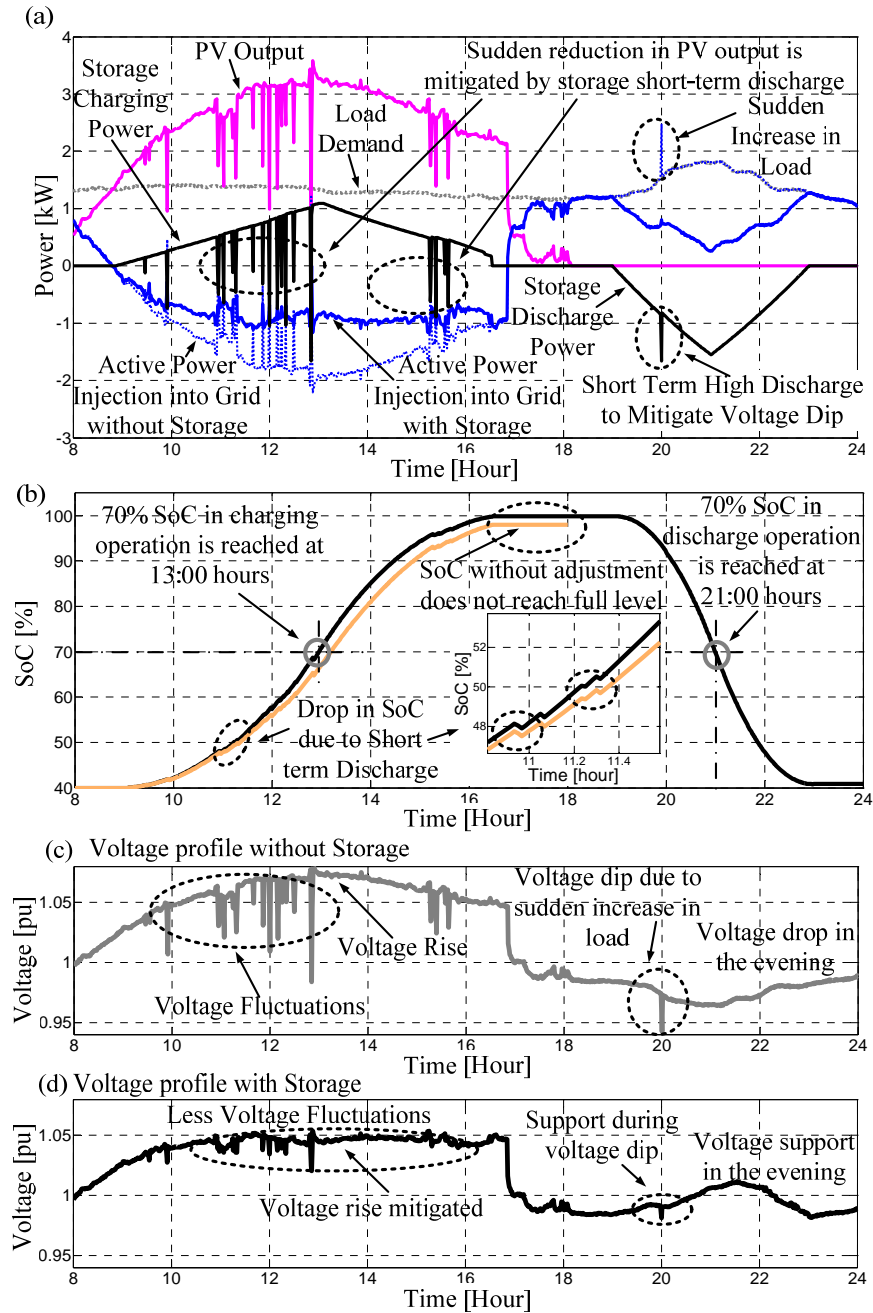 (a)
4
3
2
1
0
-1
-2
-3
Power [kW]
8
10
12
14
16
18
20
22
24
Time [Hour]
PV Output
Storage
Charging
Power
Load
Demand
Sudden reduction in PV output is
mitigated by storage short-term discharge
Sudden
Increase in
Load
Active Power
Injection into Grid
without Storage
Active Power
Injection into Grid
with Storage
Storage
Discharge
Power
Short Term High Discharge
to Mitigate Voltage Dip
(b)
100
90
80
70
60
50
40
SoC [%]
8
10
12
14
16
18
20
22
24
Time [Hour]
70% SoC in charging
operation is reached at
13:00 hours
SoC without adjustment
does not reach full level
70% SoC in
discharge operation
is reached at
21:00 hours
Drop in SoC
due to Short
term Discharge
52
50
48
SoC [%]
11
11.2
11.4
Time [hour]
(c) Voltage profile without Storage
1.05
1
0.95
Voltage [pu]
8
10
12
14
16
18
20
22
24
Time [Hour]
Voltage Fluctuations
Voltage Rise
Voltage dip due to
sudden increase in
load
Voltage drop in
the evening
(d) Voltage profile with Storage
1.05
1
0.95
Voltage [pu]
8
10
12
14
16
18
20
22
24
Time [Hour]
Less Voltage Fluctuations
Voltage rise mitigated
Support during
voltage dip
Voltage support
in the evening